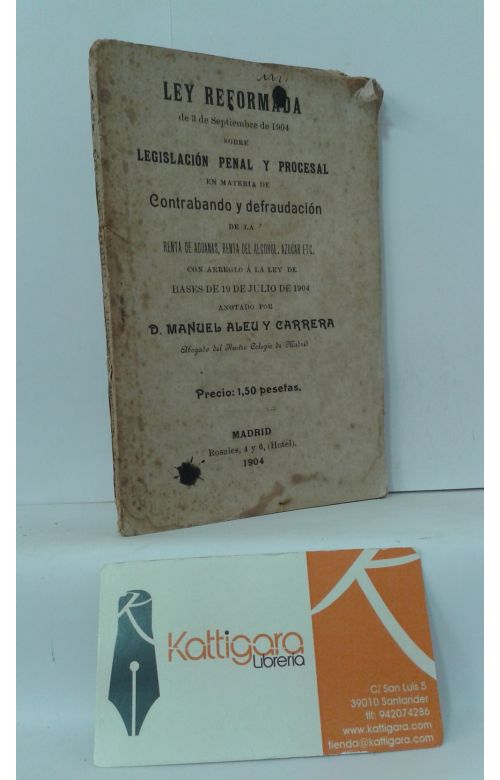 LEY REFORMADA
de 3 de Septiembre de 1904
SOBRE
LEGISLACIÓN PENAL Y PROCESAL
EN MATERIA DE
Contrabando y defraudación
DE LA
RENTA DE ADUANAS, RENTA DEL ALCOHOL, AZÚCAR ETC.
CON ARREGLO Á LA LEY DE
BASES DE 19 DE JULIO DE 1904
ANOTADO POR
D. MANUEL ALEU Y CARRERA
Abogado del Ilustre Colegio de Madrid
Precio: 1,50 pesetas.
MADRID
Rosales, 4 y 6, (Hotel).
1904
Kattigara
Librería
C/ San Luis 5
39010 Santander
tlf: 942074286
www.kattigara.com
tienda@kattigara.com